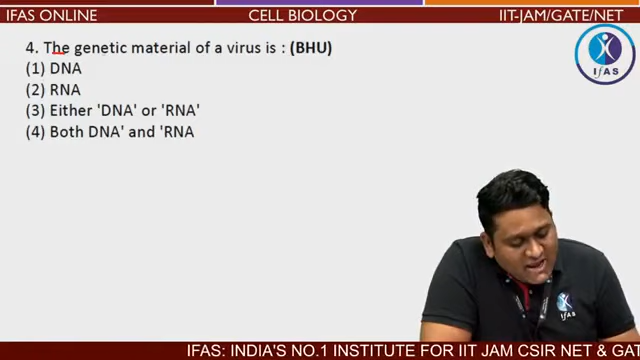 IFAS ONLINE
CELL BIOLOGY
IIT-JAM/GATE/NET
4. The genetic material of a virus is : (BHU)
(1) DNA
(2) RNA
(3) Either 'DNA' or 'RNA'
(4) Both DNA' and 'RNA
IFAS
IFAS
IFAS: INDIA'S NO.1 INSTITUTE FOR IIT JAM CSIR NET & GAT